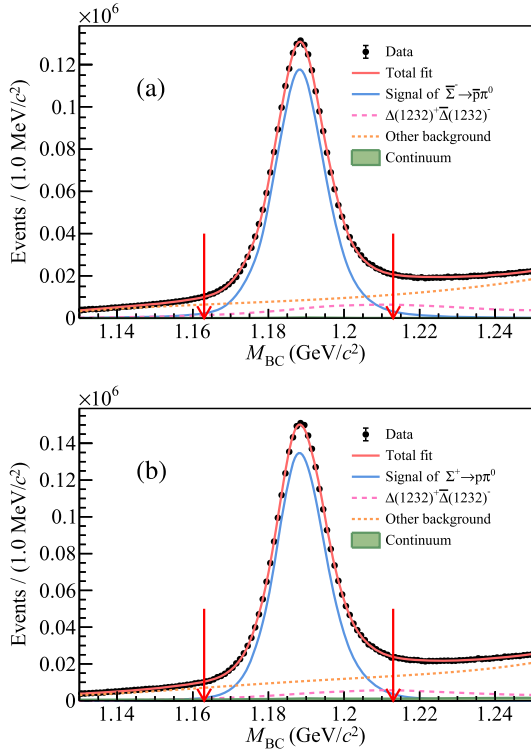 ×10⁶
(a)
Data
Total fit
Signal of Σ̄⁻→p̄π⁰
Δ(1232)⁺Δ̄(1232)⁻
Other background
Continuum
Events / (1.0 MeV/c²)
0.12
0.1
0.08
0.06
0.04
0.02
0
1.14 1.16 1.18 1.2 1.22 1.24
M_BC (GeV/c²)
×10⁶
(b)
Data
Total fit
Signal of Σ⁺→pπ⁰
Δ(1232)⁺Δ̄(1232)⁻
Other background
Continuum
Events / (1.0 MeV/c²)
0.14
0.12
0.1
0.08
0.06
0.04
0.02
0
1.14 1.16 1.18 1.2 1.22 1.24
M_BC (GeV/c²)